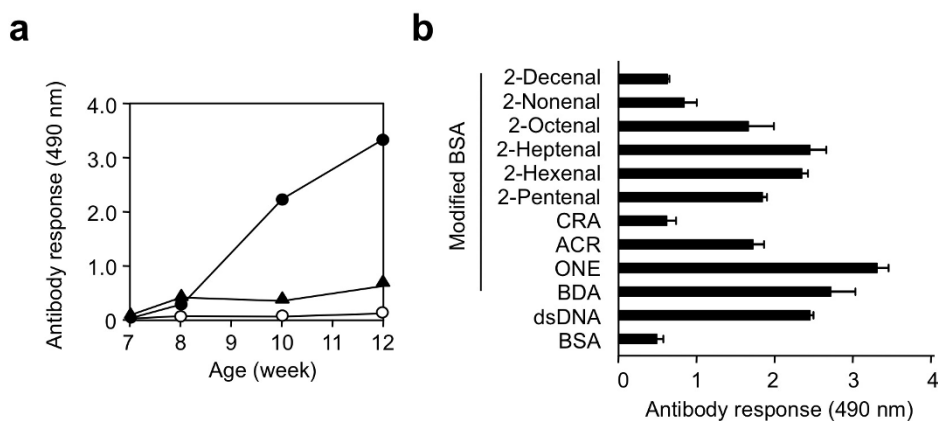 a
Antibody response (490 nm)
4.0
3.0
2.0
1.0
0
7 8 9 10 11 12
Age (week)
b
Modified BSA
2-Decenal
2-Nonenal
2-Octenal
2-Heptenal
2-Hexenal
2-Pentenal
CRA
ACR
ONE
BDA
dsDNA
BSA
0 1 2 3 4
Antibody response (490 nm)